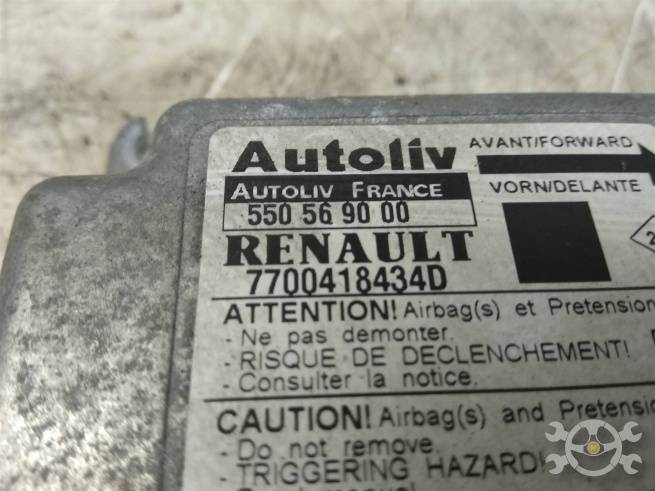 Autoliv
AVANT/FORWARD
AUTOLIV FRANCE
VORN/DELANTE
550 56 90 00
RENAULT
7700418434D
ATTENTION! Airbag(s) et Pretension
- Ne pas demonter.
- RISQUE DE DECLENCHEMENT!
- Consulter la notice.
CAUTION! Airbag(s) and Pretensio
- Do not remove.
- TRIGGERING HAZARD!
manual